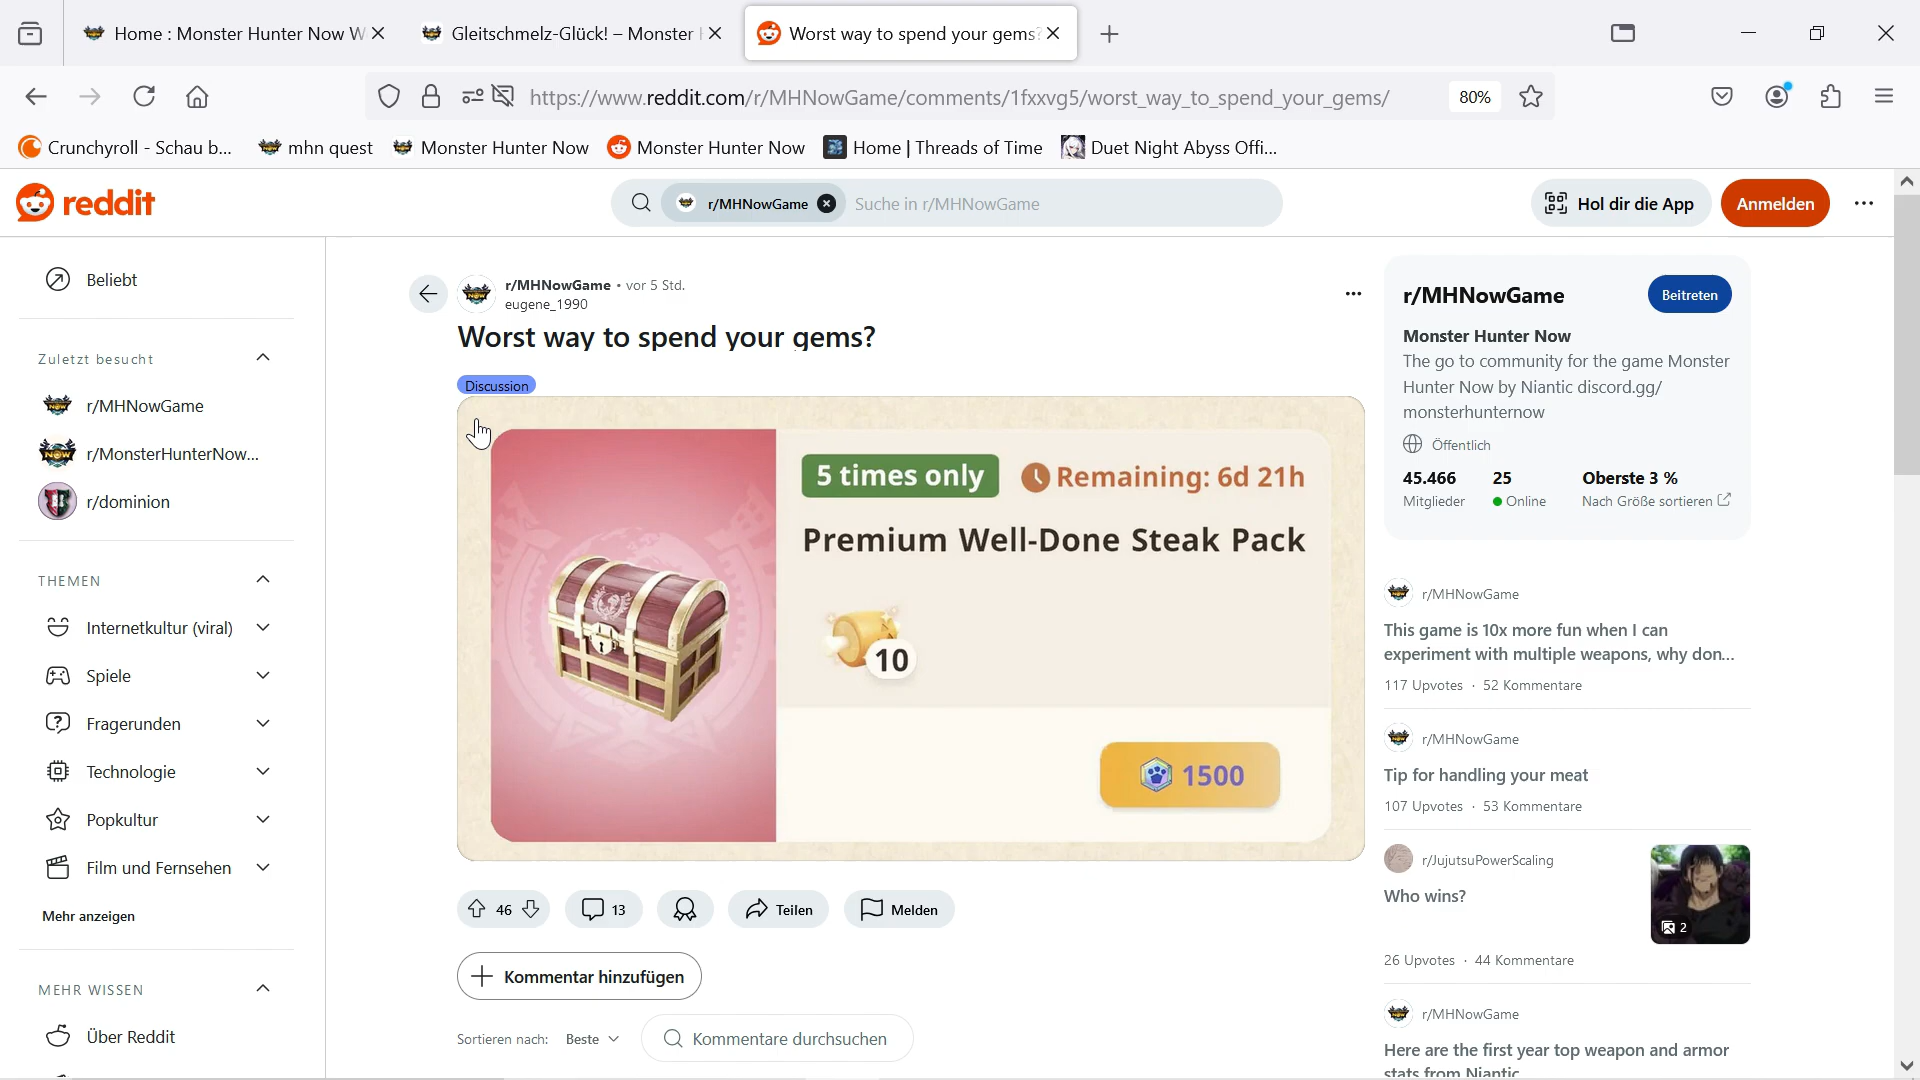 Home : Monster Hunter Now W
Gleitschmelz-Glück! – Monster
Worst way to spend your gems?
https://www.reddit.com/r/MHNowGame/comments/1fxxvg5/worst_way_to_spend_your_gems/
80%
Crunchyroll - Schau b...
mhn quest
Monster Hunter Now
Monster Hunter Now
Home | Threads of Time
Duet Night Abyss Offi...
reddit
r/MHNowGame
Suche in r/MHNowGame
Hol dir die App
Anmelden
Beliebt
Zuletzt besucht
r/MHNowGame
r/MonsterHunterNow...
r/dominion
THEMEN
Internetkultur (viral)
Spiele
Fragerunden
Technologie
Popkultur
Film und Fernsehen
Mehr anzeigen
MEHR WISSEN
Über Reddit
r/MHNowGame • vor 5 Std.
eugene_1990
Worst way to spend your gems?
Discussion
5 times only
Remaining: 6d 21h
Premium Well-Done Steak Pack
10
1500
46
13
Teilen
Melden
Kommentar hinzufügen
Sortieren nach: Beste
Kommentare durchsuchen
r/MHNowGame
Beitreten
Monster Hunter Now
The go to community for the game Monster
Hunter Now by Niantic discord.gg/
monsterhunternow
Öffentlich
45.466
Mitglieder
25
Online
Oberste 3 %
Nach Größe sortieren
r/MHNowGame
This game is 10x more fun when I can
experiment with multiple weapons, why don...
117 Upvotes · 52 Kommentare
r/MHNowGame
Tip for handling your meat
107 Upvotes · 53 Kommentare
r/JujutsuPowerScaling
Who wins?
2
26 Upvotes · 44 Kommentare
r/MHNowGame
Here are the first year top weapon and armor
stats from Niantic